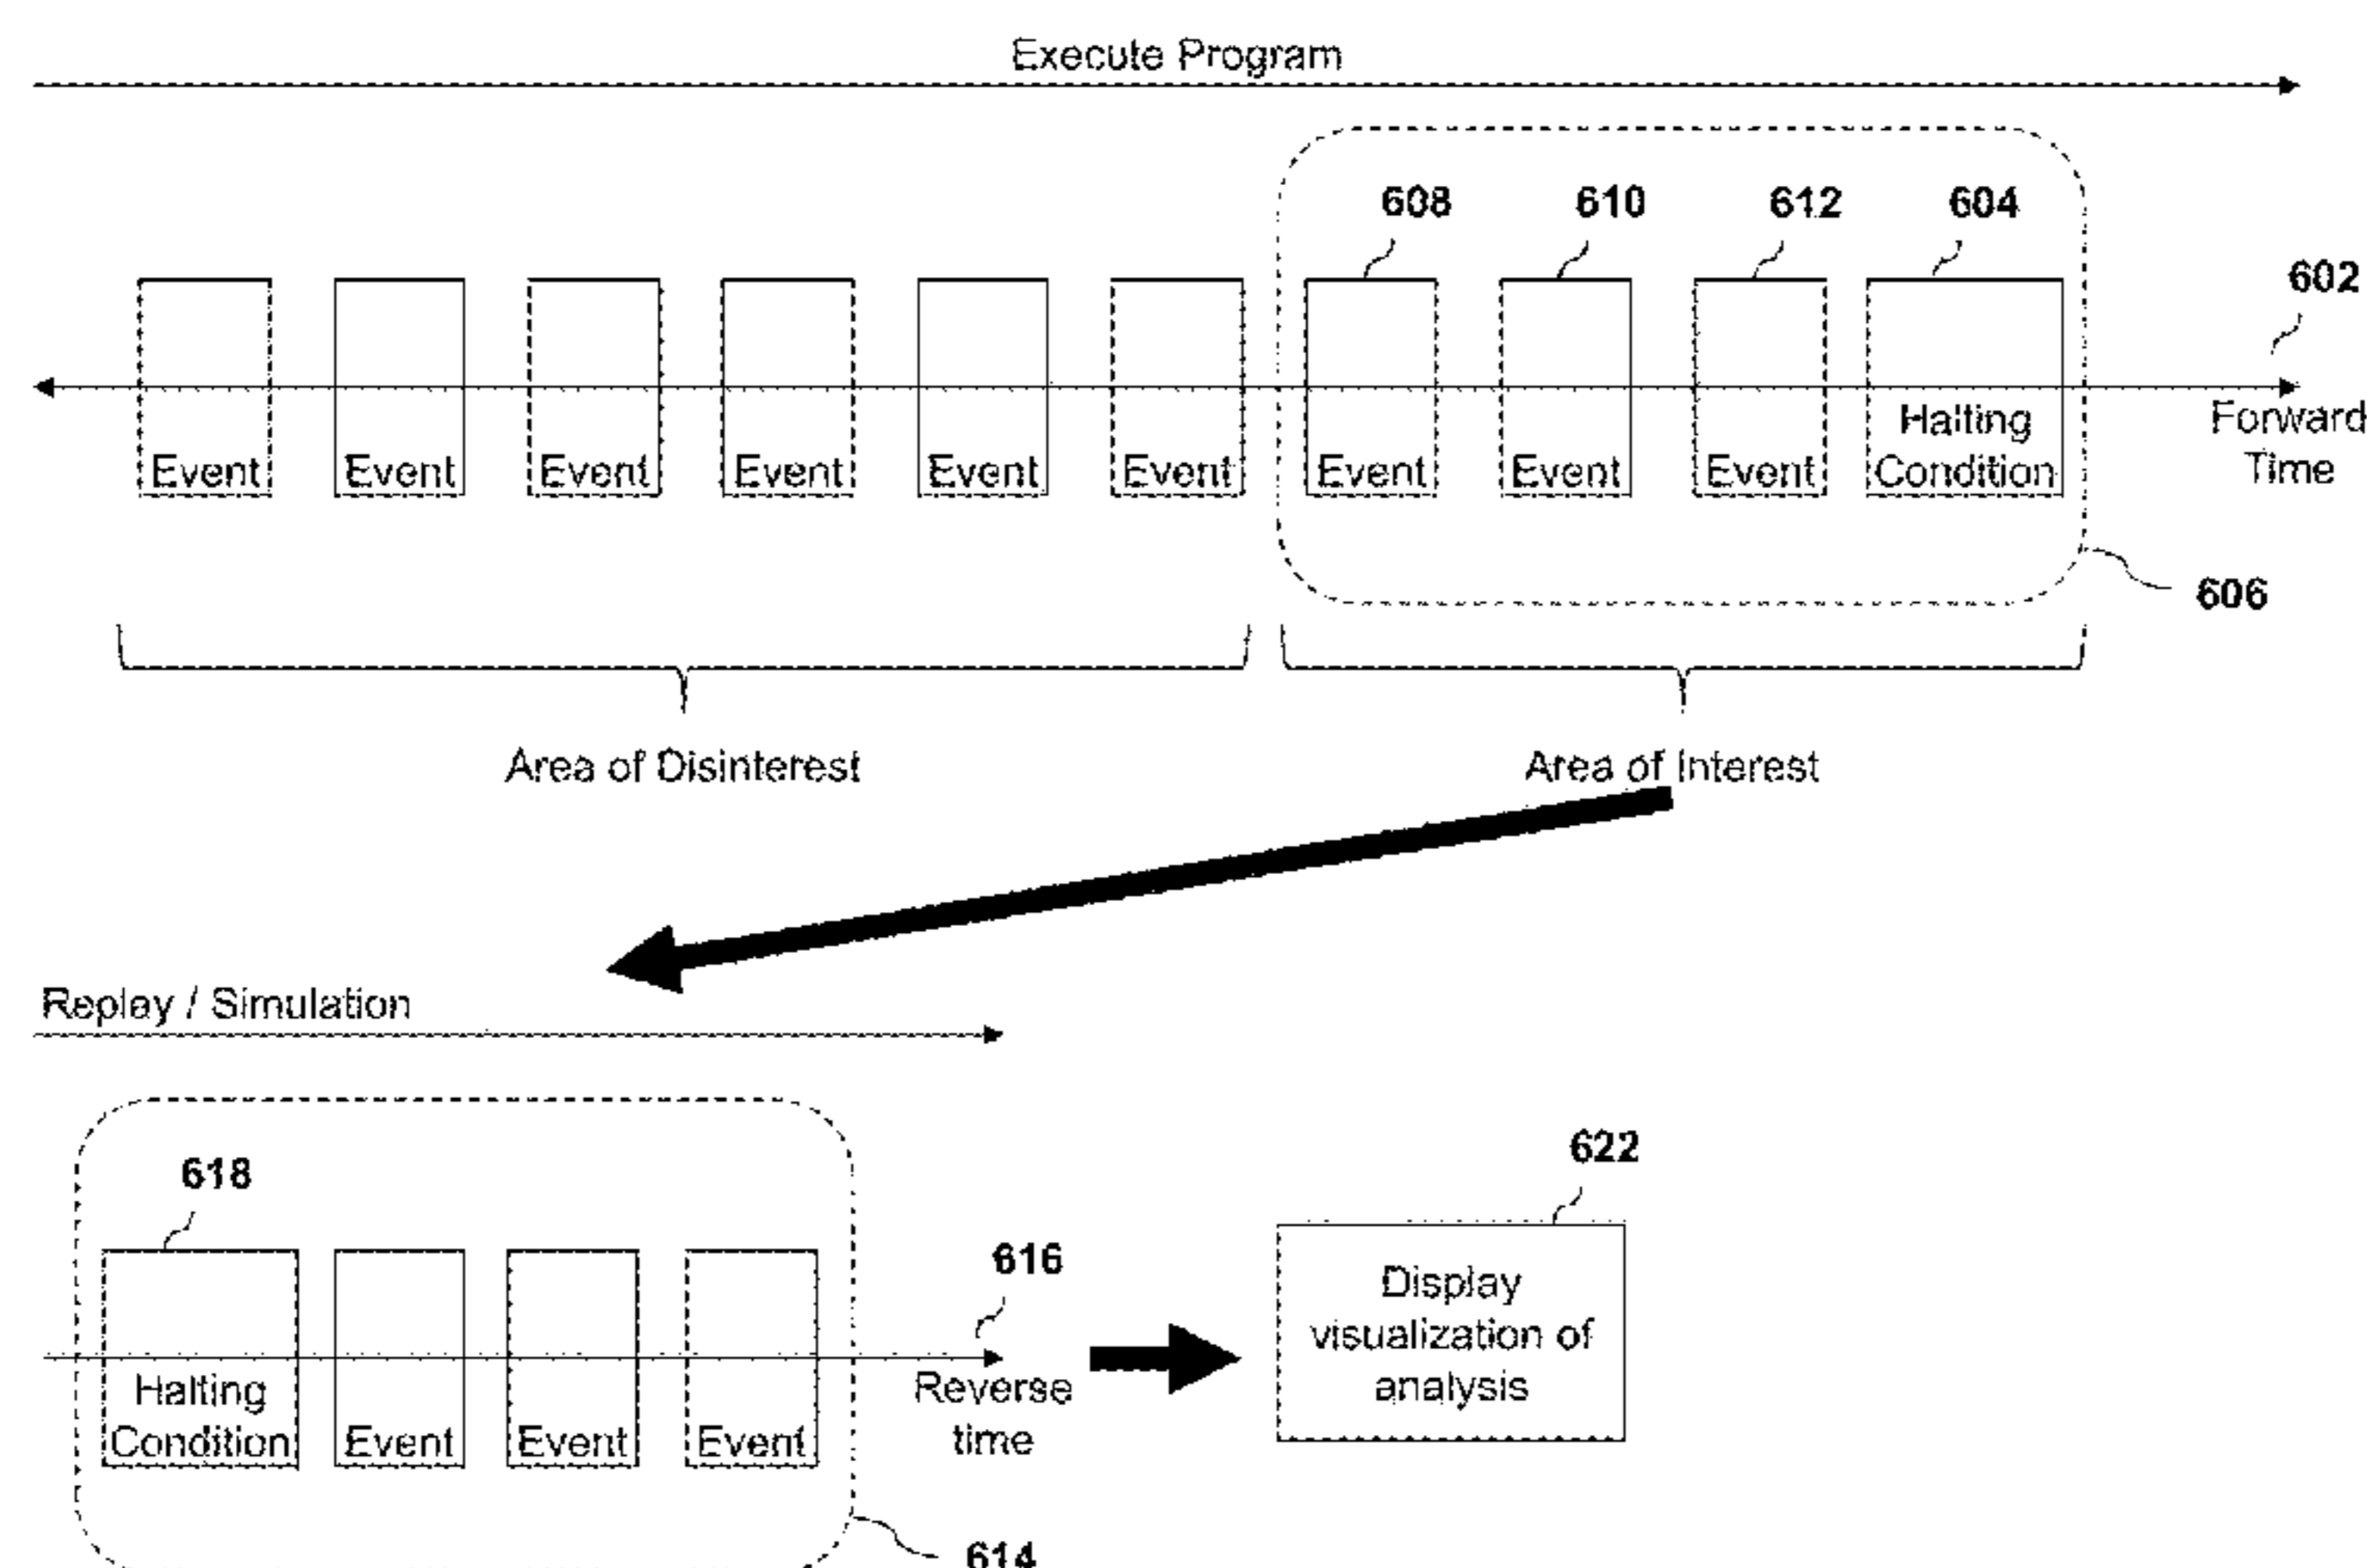 Execute Program
608 610 612 604
602
Event Event Event Event Event Event Event Event Event Halting Condition
Forward
Time
606
Area of Disinterest Area of Interest
Replay / Simulation
618
622
616
Halting
Condition Event Event Event
Reverse
time
Display
visualization of
analysis
614